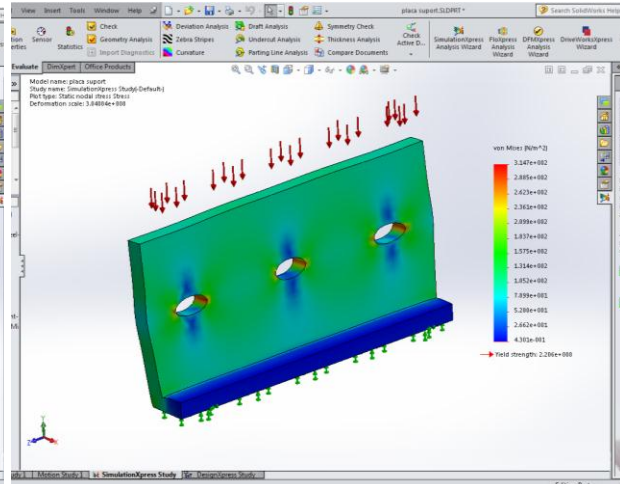 View Insert Tools Window Help
placa suport.SLDPRT *
Search SolidWorks Help
Sensor
Statistics
Check
Geometry Analysis
Import Diagnostics
Deviation Analysis
Zebra Stripes
Curvature
Draft Analysis
Undercut Analysis
Parting Line Analysis
Symmetry Check
Thickness Analysis
Compare Documents
Check
Active D...
SimulationXpress
Analysis Wizard
FloXpress
Analysis
Wizard
DFMXpress
Analysis
Wizard
DriveWorksXpress
Wizard
Evaluate DimXpert Office Products
Model name: placa suport
Study name: SimulationXpress Study(-Default-)
Plot type: Static nodal stress Stress
von Mises (N/m^2)
3.147e+002
2.885e+002
2.623e+002
2.361e+002
2.099e+002
1.837e+002
1.575e+002
1.314e+002
1.052e+002
7.899e+001
5.280e+001
2.662e+001
4.301e-001
Yield strength: 2.206e+008
Motion Study 1 SimulationXpress Study DesignXpress Study